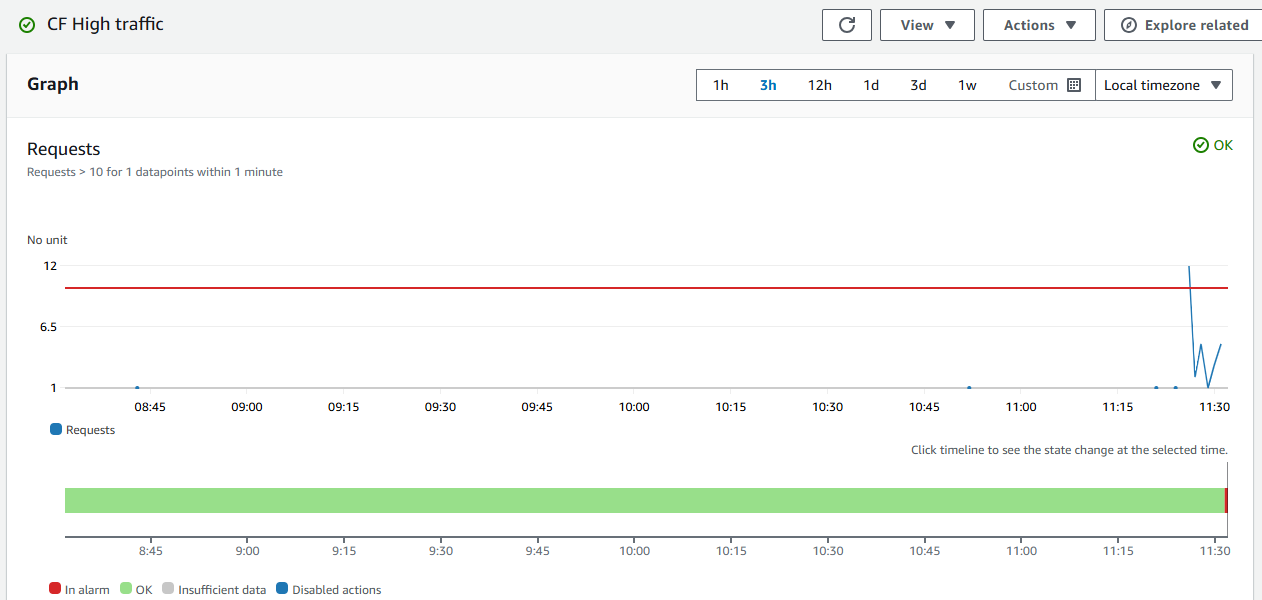 CF High traffic
View
Actions
Explore related
Graph
1h 3h 12h 1d 3d 1w Custom Local timezone
Requests
OK
Requests > 10 for 1 datapoints within 1 minute
No unit
12
6.5
1
08:45 09:00 09:15 09:30 09:45 10:00 10:15 10:30 10:45 11:00 11:15 11:30
Requests
Click timeline to see the state change at the selected time.
8:45 9:00 9:15 9:30 9:45 10:00 10:15 10:30 10:45 11:00 11:15 11:30
In alarm OK Insufficient data Disabled actions